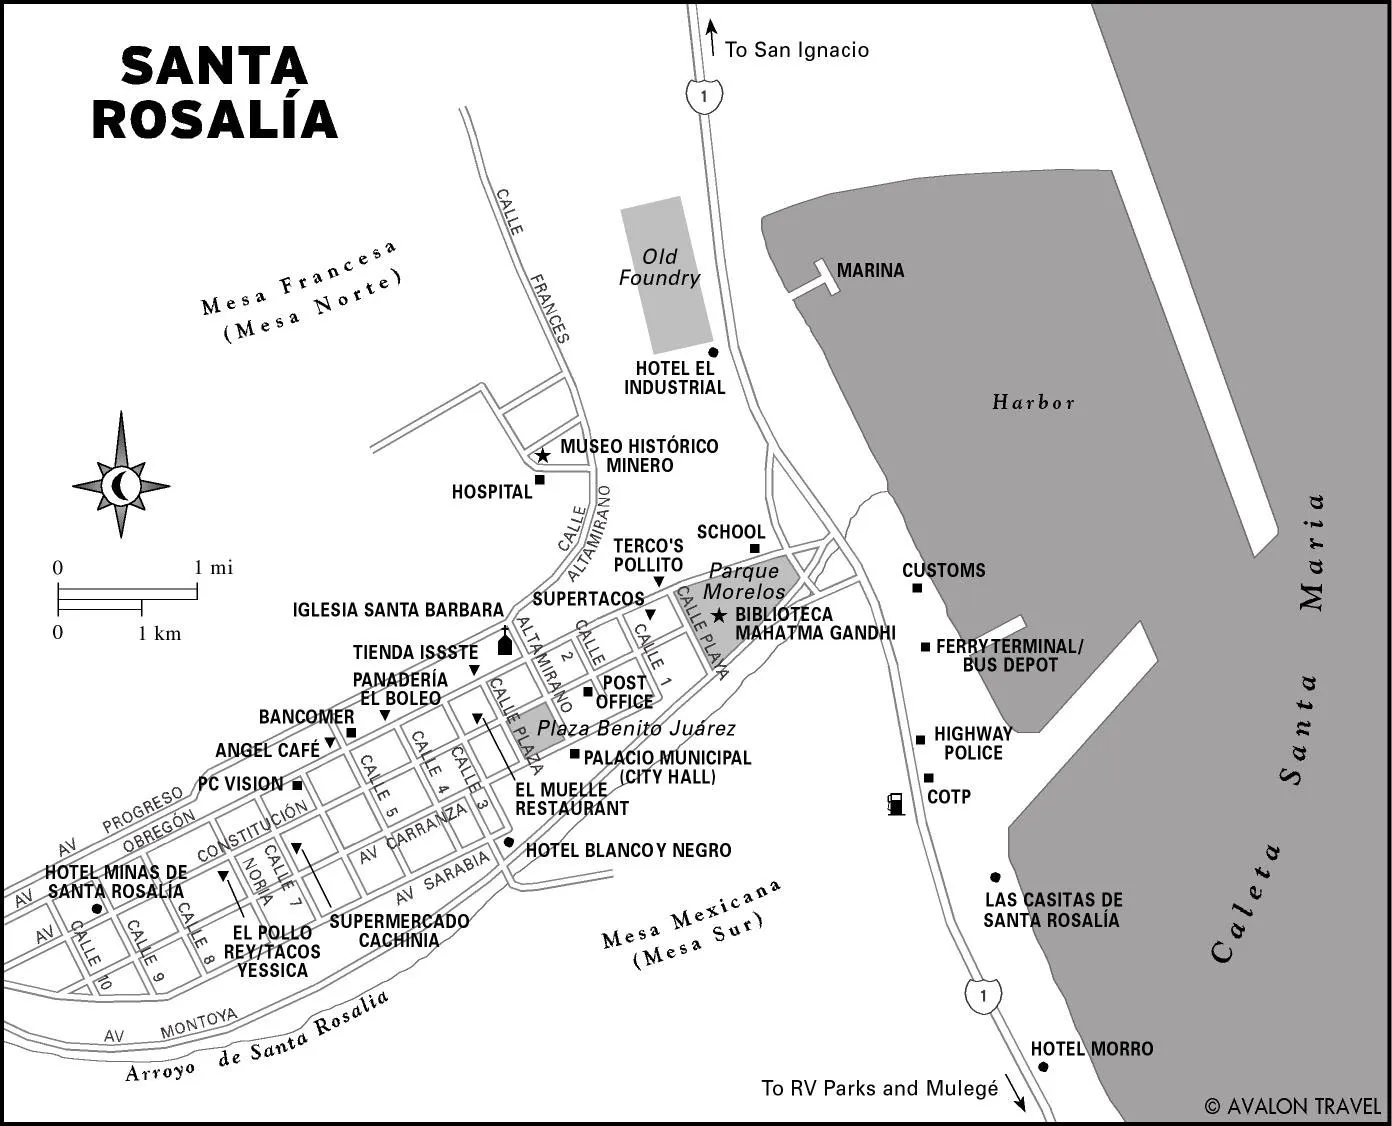 SANTA
ROSALÍA
To San Ignacio
1
CALLE
FRANCES
Mesa Francesa
(Mesa Norte)
Old
Foundry
MARINA
HOTEL EL
INDUSTRIAL
Harbor
MUSEO HISTÓRICO
MINERO
HOSPITAL
CALLE
ALTAMIRANO
0
1 mi
0
1 km
SCHOOL
TERCO'S
POLLITO
Parque
Morelos
SUPERTACOS
CALLE PLAYA
BIBLIOTECA
MAHATMA GANDHI
CUSTOMS
FERRY TERMINAL/
BUS DEPOT
IGLESIA SANTA BARBARA
ALTAMIRANO
CALLE
2
CALLE 1
TIENDA ISSSTE
PANADERÍA
EL BOLEO
CALLE PLAZA
POST
OFFICE
Plaza Benito Juárez
PALACIO MUNICIPAL
(CITY HALL)
BANCOMER
ANGEL CAFÉ
PC VISION
CALLE 5
CALLE 4
CALLE 3
EL MUELLE
RESTAURANT
HIGHWAY
POLICE
COTP
AV PROGRESO
AV OBREGÓN
AV CONSTITUCIÓN
AV CARRANZA
AV SARABIA
HOTEL BLANCO Y NEGRO
HOTEL MINAS DE
SANTA ROSALÍA
NORIA
CALLE 7
CALLE 8
CALLE 9
CALLE 10
EL POLLO
REY/TACOS
YESSICA
SUPERMERCADO
CACHINIA
LAS CASITAS DE
SANTA ROSALÍA
Mesa Mexicana
(Mesa Sur)
Caleta Santa Maria
AV MONTOYA
Arroyo de Santa Rosalia
1
HOTEL MORRO
To RV Parks and Mulegé
© AVALON TRAVEL